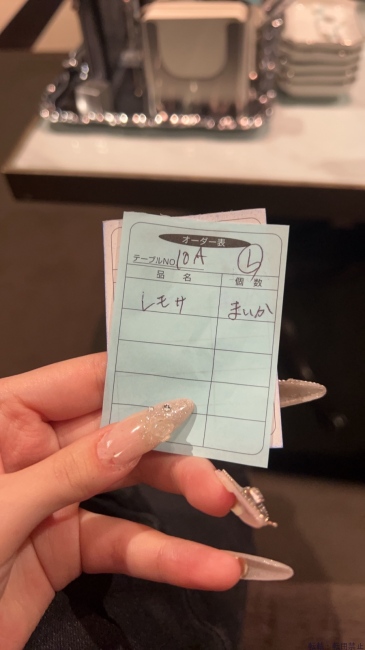 オーダー表
テーブルNO. 10A Ⓛ
品 名 個 数
レモサ まいか